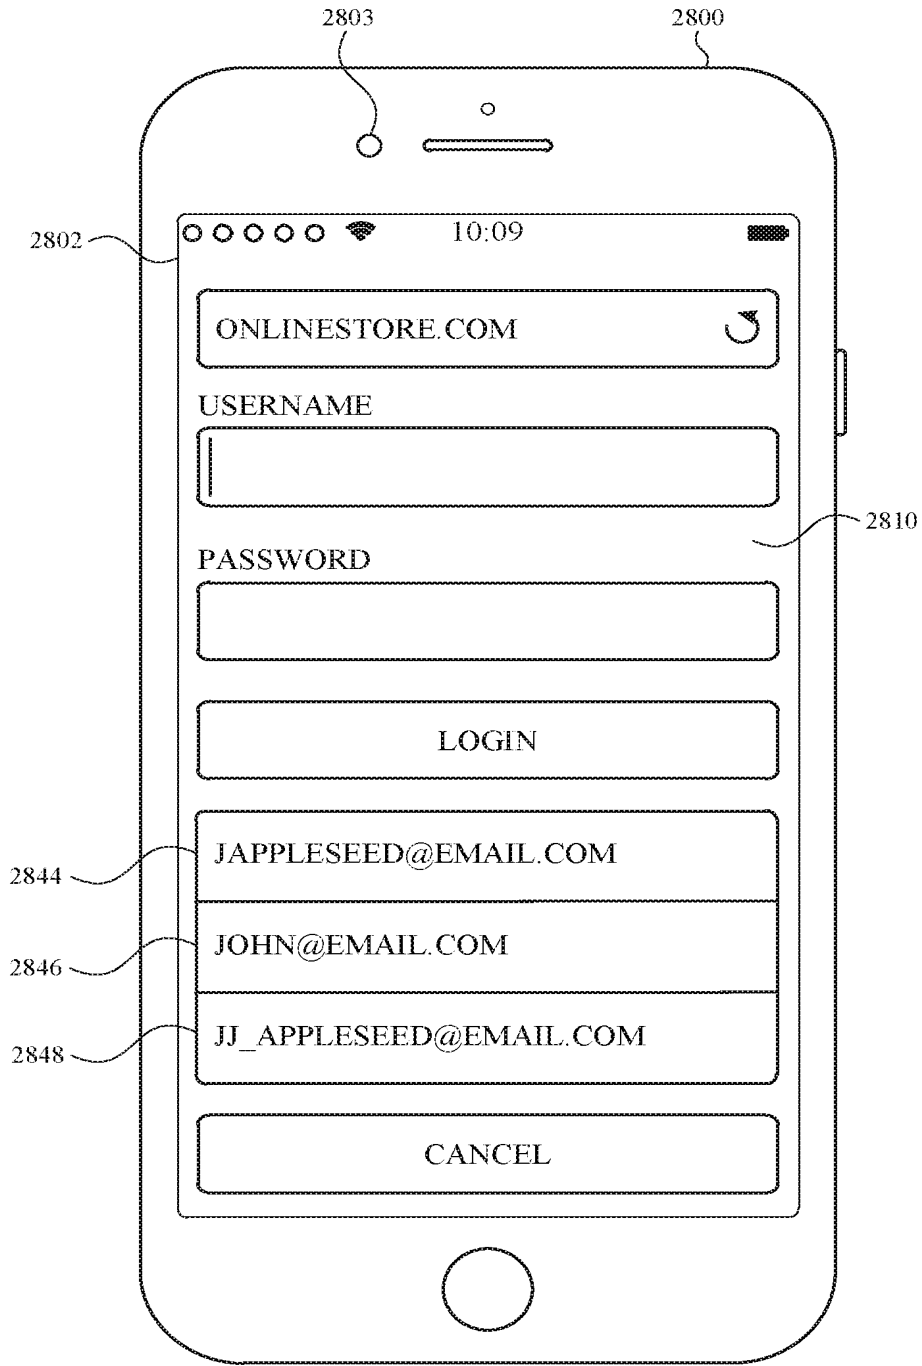 2803
2800
2802
10:09
ONLINESTORE.COM
USERNAME
2810
PASSWORD
LOGIN
2844
JAPPLESEED@EMAIL.COM
2846
JOHN@EMAIL.COM
2848
JJ_APPLESEED@EMAIL.COM
CANCEL